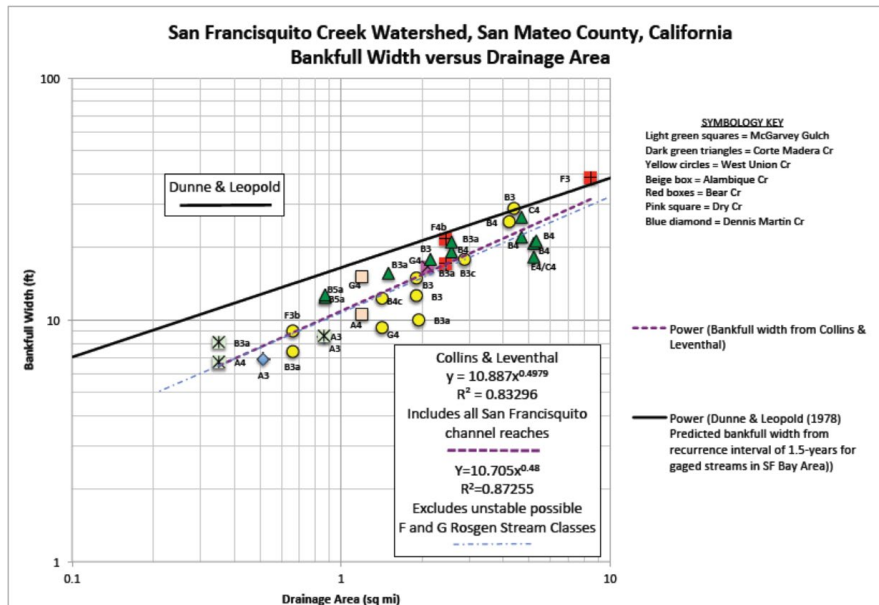 San Francisquito Creek Watershed, San Mateo County, California
Bankfull Width versus Drainage Area
100
10
1
Bankfull Width (ft)
0.1
1
10
Drainage Area (sq mi)
Dunne & Leopold
F3
B3
C4
B4
F4b
B3a
B3
B4
B4
B4
E4/C4
G4
B3a
B3c
B3a
G4
B3
B5a
B5a
B4c
B3
F3b
A4
B3a
G4
A3
A3
B3a
A4
A3
B3a
Collins & Leventhal
y = 10.887x0.4979
R² = 0.83296
Includes all San Francisquito
channel reaches
Y=10.705x0.48
R²=0.87255
Excludes unstable possible
F and G Rosgen Stream Classes
SYMBOLOGY KEY
Light green squares = McGarvey Gulch
Dark green triangles = Corte Madera Cr
Yellow circles = West Union Cr
Beige box = Alambique Cr
Red boxes = Bear Cr
Pink square = Dry Cr
Blue diamond = Dennis Martin Cr
Power (Bankfull width from Collins &
Leventhal)
Power (Dunne & Leopold (1978)
Predicted bankfull width from
recurrence interval of 1.5-years for
gaged streams in SF Bay Area))